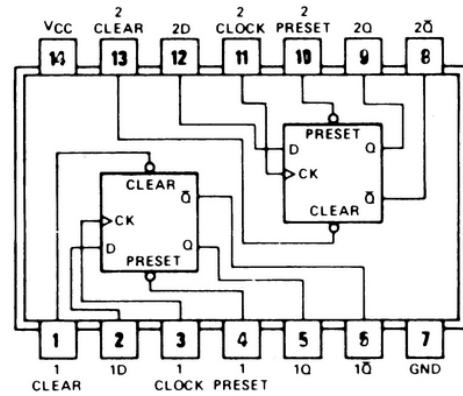 2 2 2
VCC CLEAR 2D CLOCK PRESET 2Q 2Q̅
14 13 12 11 10 9 8
PRESET
D Q
CK
Q̅
CLEAR
CLEAR
Q̅
CK
D Q
PRESET
1 2 3 4 5 6 7
1 1D 1 1 1Q 1Q̅ GND
CLEAR CLOCK PRESET